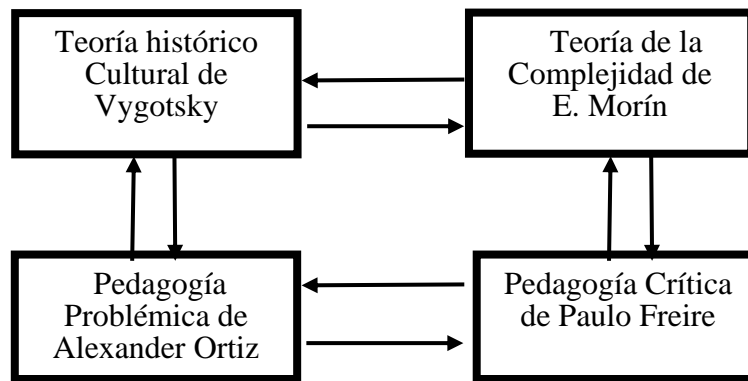 Teoría histórico
Cultural de
Vygotsky
Teoría de la
Complejidad de
E. Morín
Pedagogía
Problémica de
Alexander Ortiz
Pedagogía Crítica
de Paulo Freire